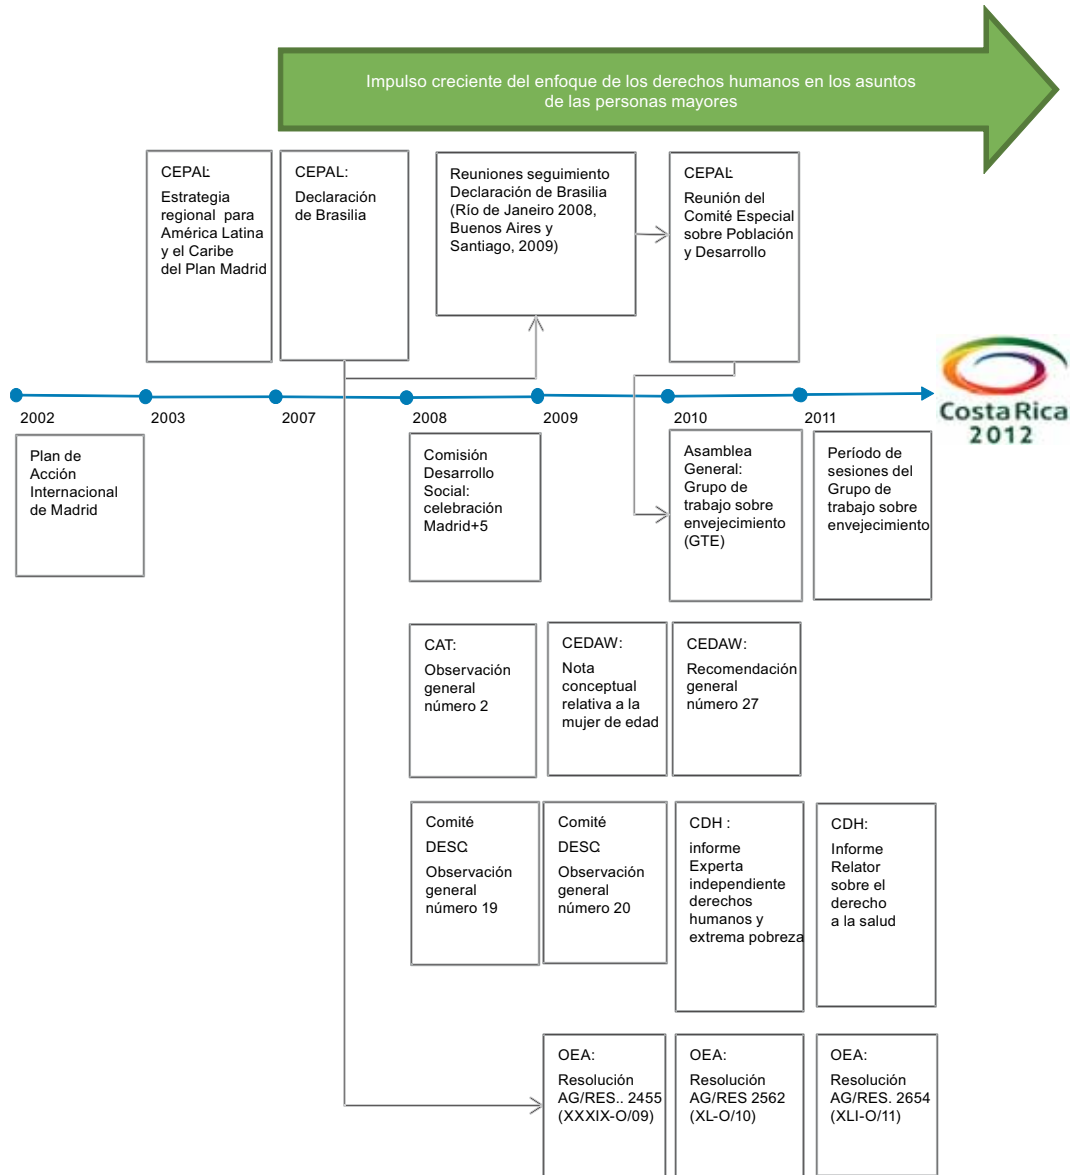 Impulso creciente del enfoque de los derechos humanos en los asuntos
de las personas mayores
CEPAL:
Estrategia
regional para
América Latina
y el Caribe
del Plan Madrid
CEPAL:
Declaración
de Brasilia
Reuniones seguimiento
Declaración de Brasilia
(Río de Janeiro 2008,
Buenos Aires y
Santiago, 2009)
CEPAL:
Reunión del
Comité Especial
sobre Población
y Desarrollo
2002
2003
2007
2008
2009
2010
2011
Costa Rica
2012
Plan de
Acción
Internacional
de Madrid
Comisión
Desarrollo
Social:
celebración
Madrid+5
Asamblea
General:
Grupo de
trabajo sobre
envejecimiento
(GTE)
Período de
sesiones del
Grupo de
trabajo sobre
envejecimiento
CAT:
Observación
general
número 2
CEDAW:
Nota
conceptual
relativa a la
mujer de edad
CEDAW:
Recomendación
general
número 27
Comité
DESC:
Observación
general
número 19
Comité
DESC:
Observación
general
número 20
CDH :
informe
Experta
independiente
derechos
humanos y
extrema pobreza
CDH:
Informe
Relator
sobre el
derecho
a la salud
OEA:
Resolución
AG/RES.. 2455
(XXXIX-O/09)
OEA:
Resolución
AG/RES 2562
(XL-O/10)
OEA:
Resolución
AG/RES. 2654
(XLI-O/11)